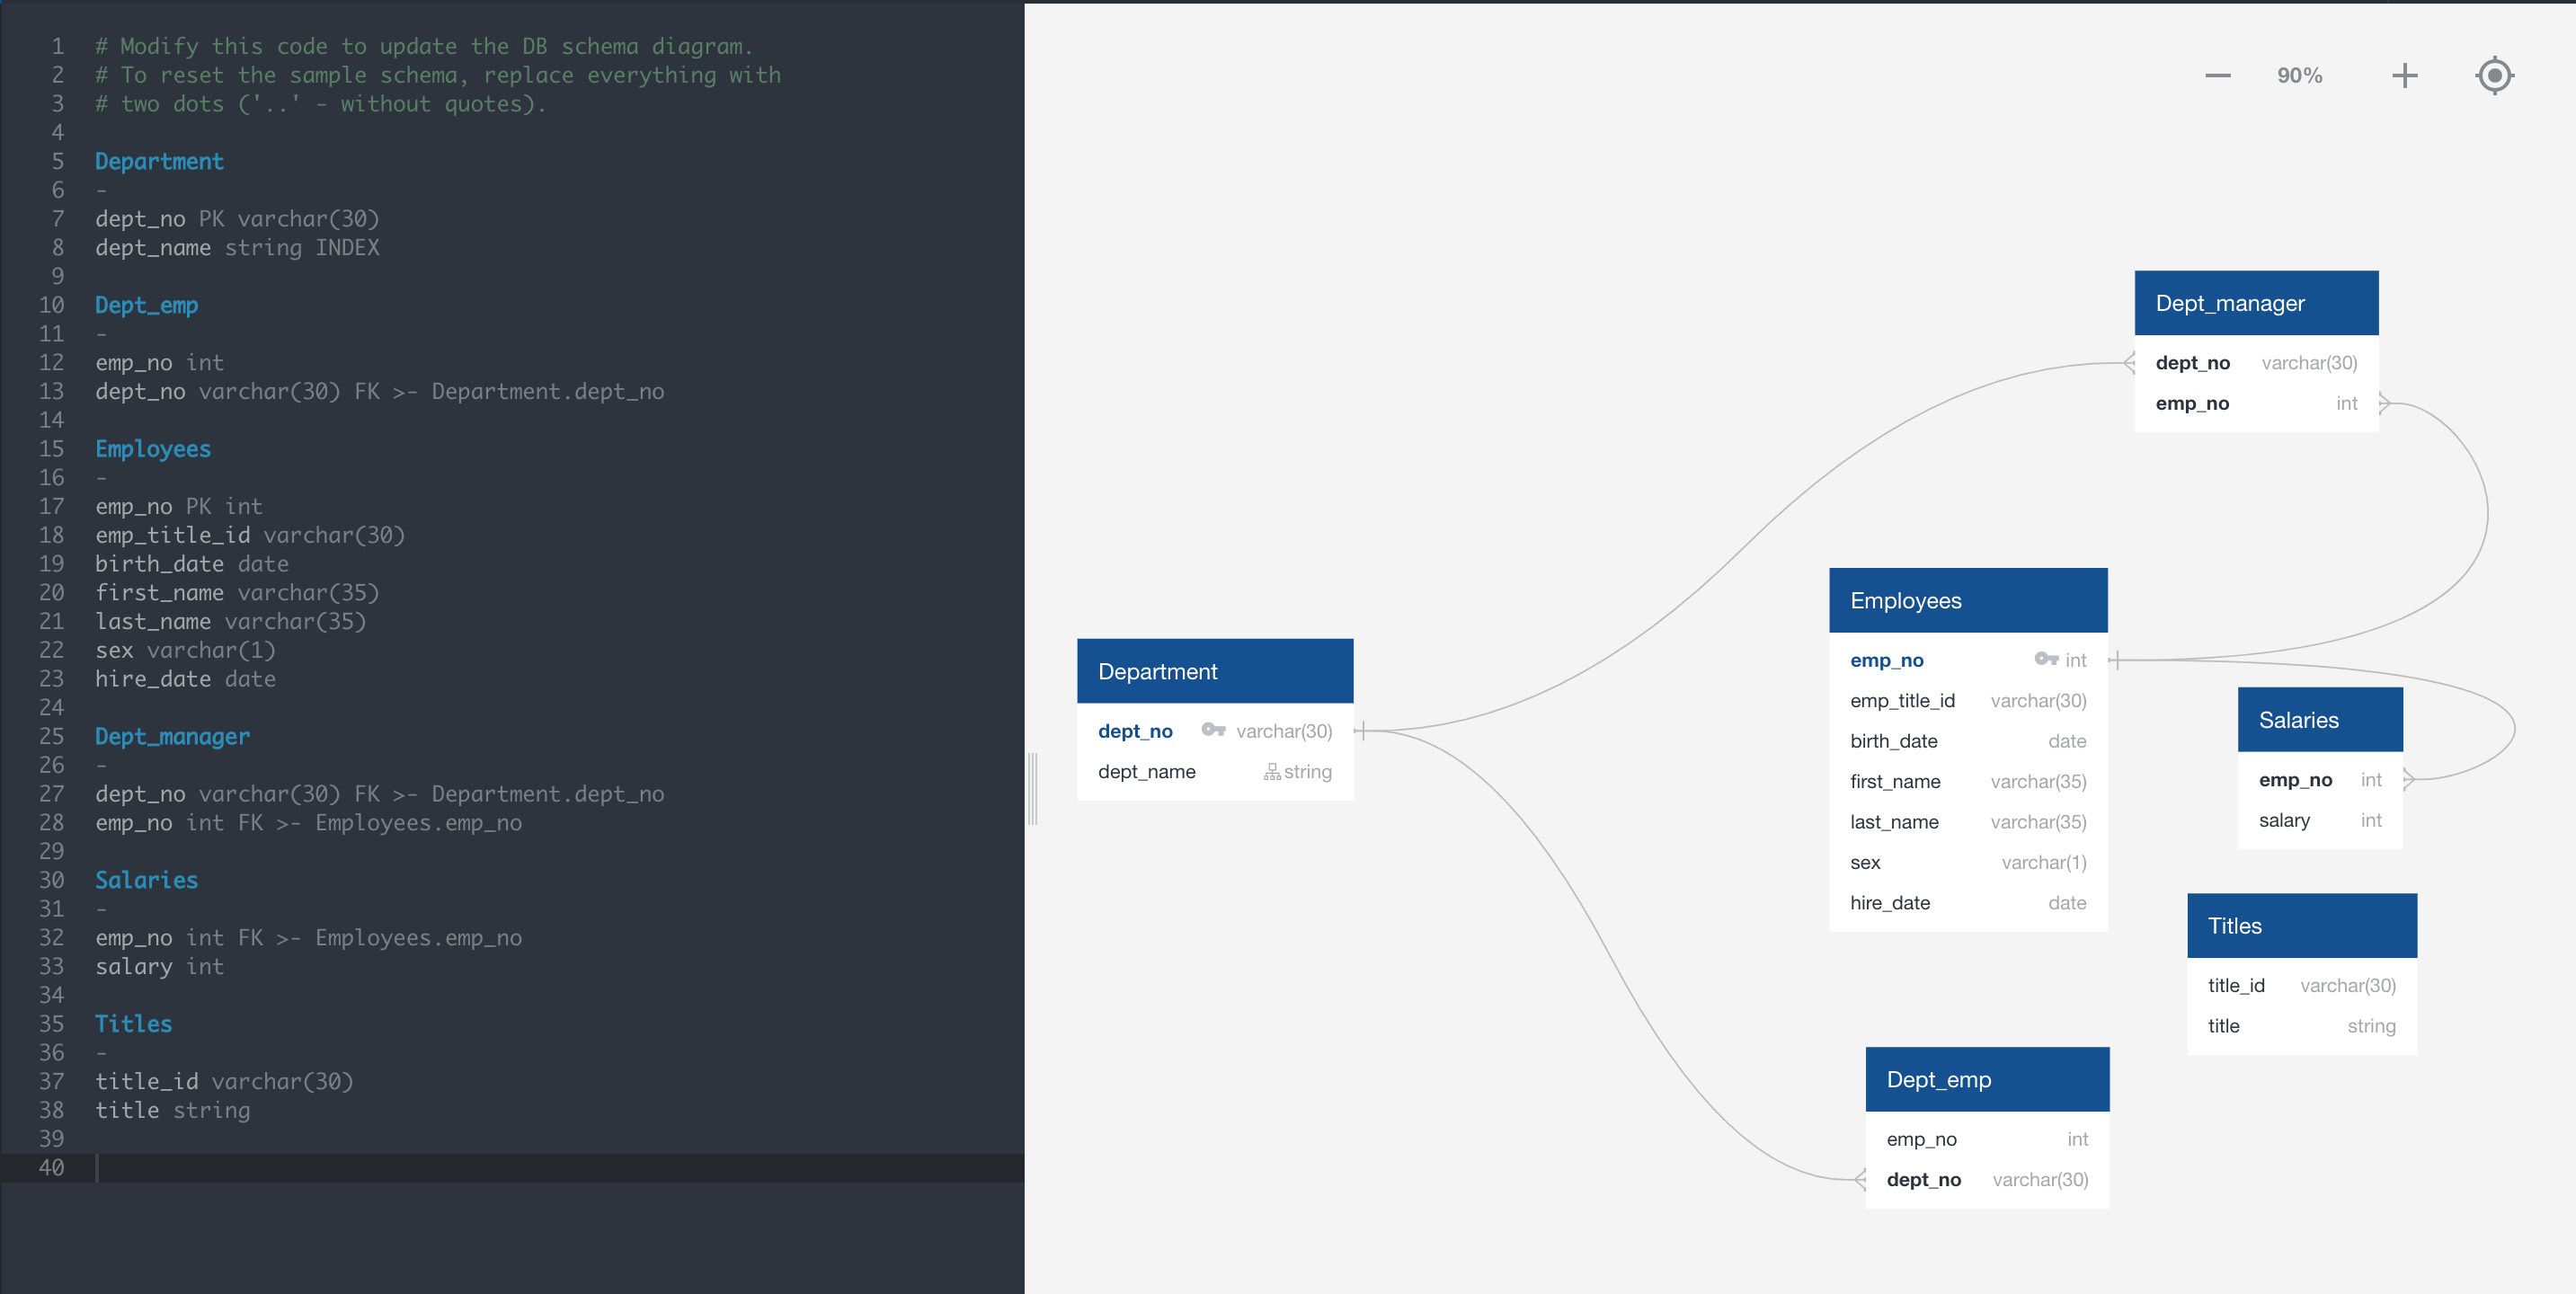 1 # Modify this code to update the DB schema diagram.
2 # To reset the sample schema, replace everything with
3 # two dots ('..' - without quotes).
4
5 Department
6 -
7 dept_no PK varchar(30)
8 dept_name string INDEX
9
10 Dept_emp
11 -
12 emp_no int
13 dept_no varchar(30) FK >- Department.dept_no
14
15 Employees
16 -
17 emp_no PK int
18 emp_title_id varchar(30)
19 birth_date date
20 first_name varchar(35)
21 last_name varchar(35)
22 sex varchar(1)
23 hire_date date
24
25 Dept_manager
26 -
27 dept_no varchar(30) FK >- Department.dept_no
28 emp_no int FK >- Employees.emp_no
29
30 Salaries
31 -
32 emp_no int FK >- Employees.emp_no
33 salary int
34
35 Titles
36 -
37 title_id varchar(30)
38 title string
39
40
90%
Dept_manager
dept_no varchar(30)
emp_no int
Employees
emp_no int
emp_title_id varchar(30)
birth_date date
first_name varchar(35)
last_name varchar(35)
sex varchar(1)
hire_date date
Department
dept_no varchar(30)
dept_name string
Salaries
emp_no int
salary int
Titles
title_id varchar(30)
title string
Dept_emp
emp_no int
dept_no varchar(30)